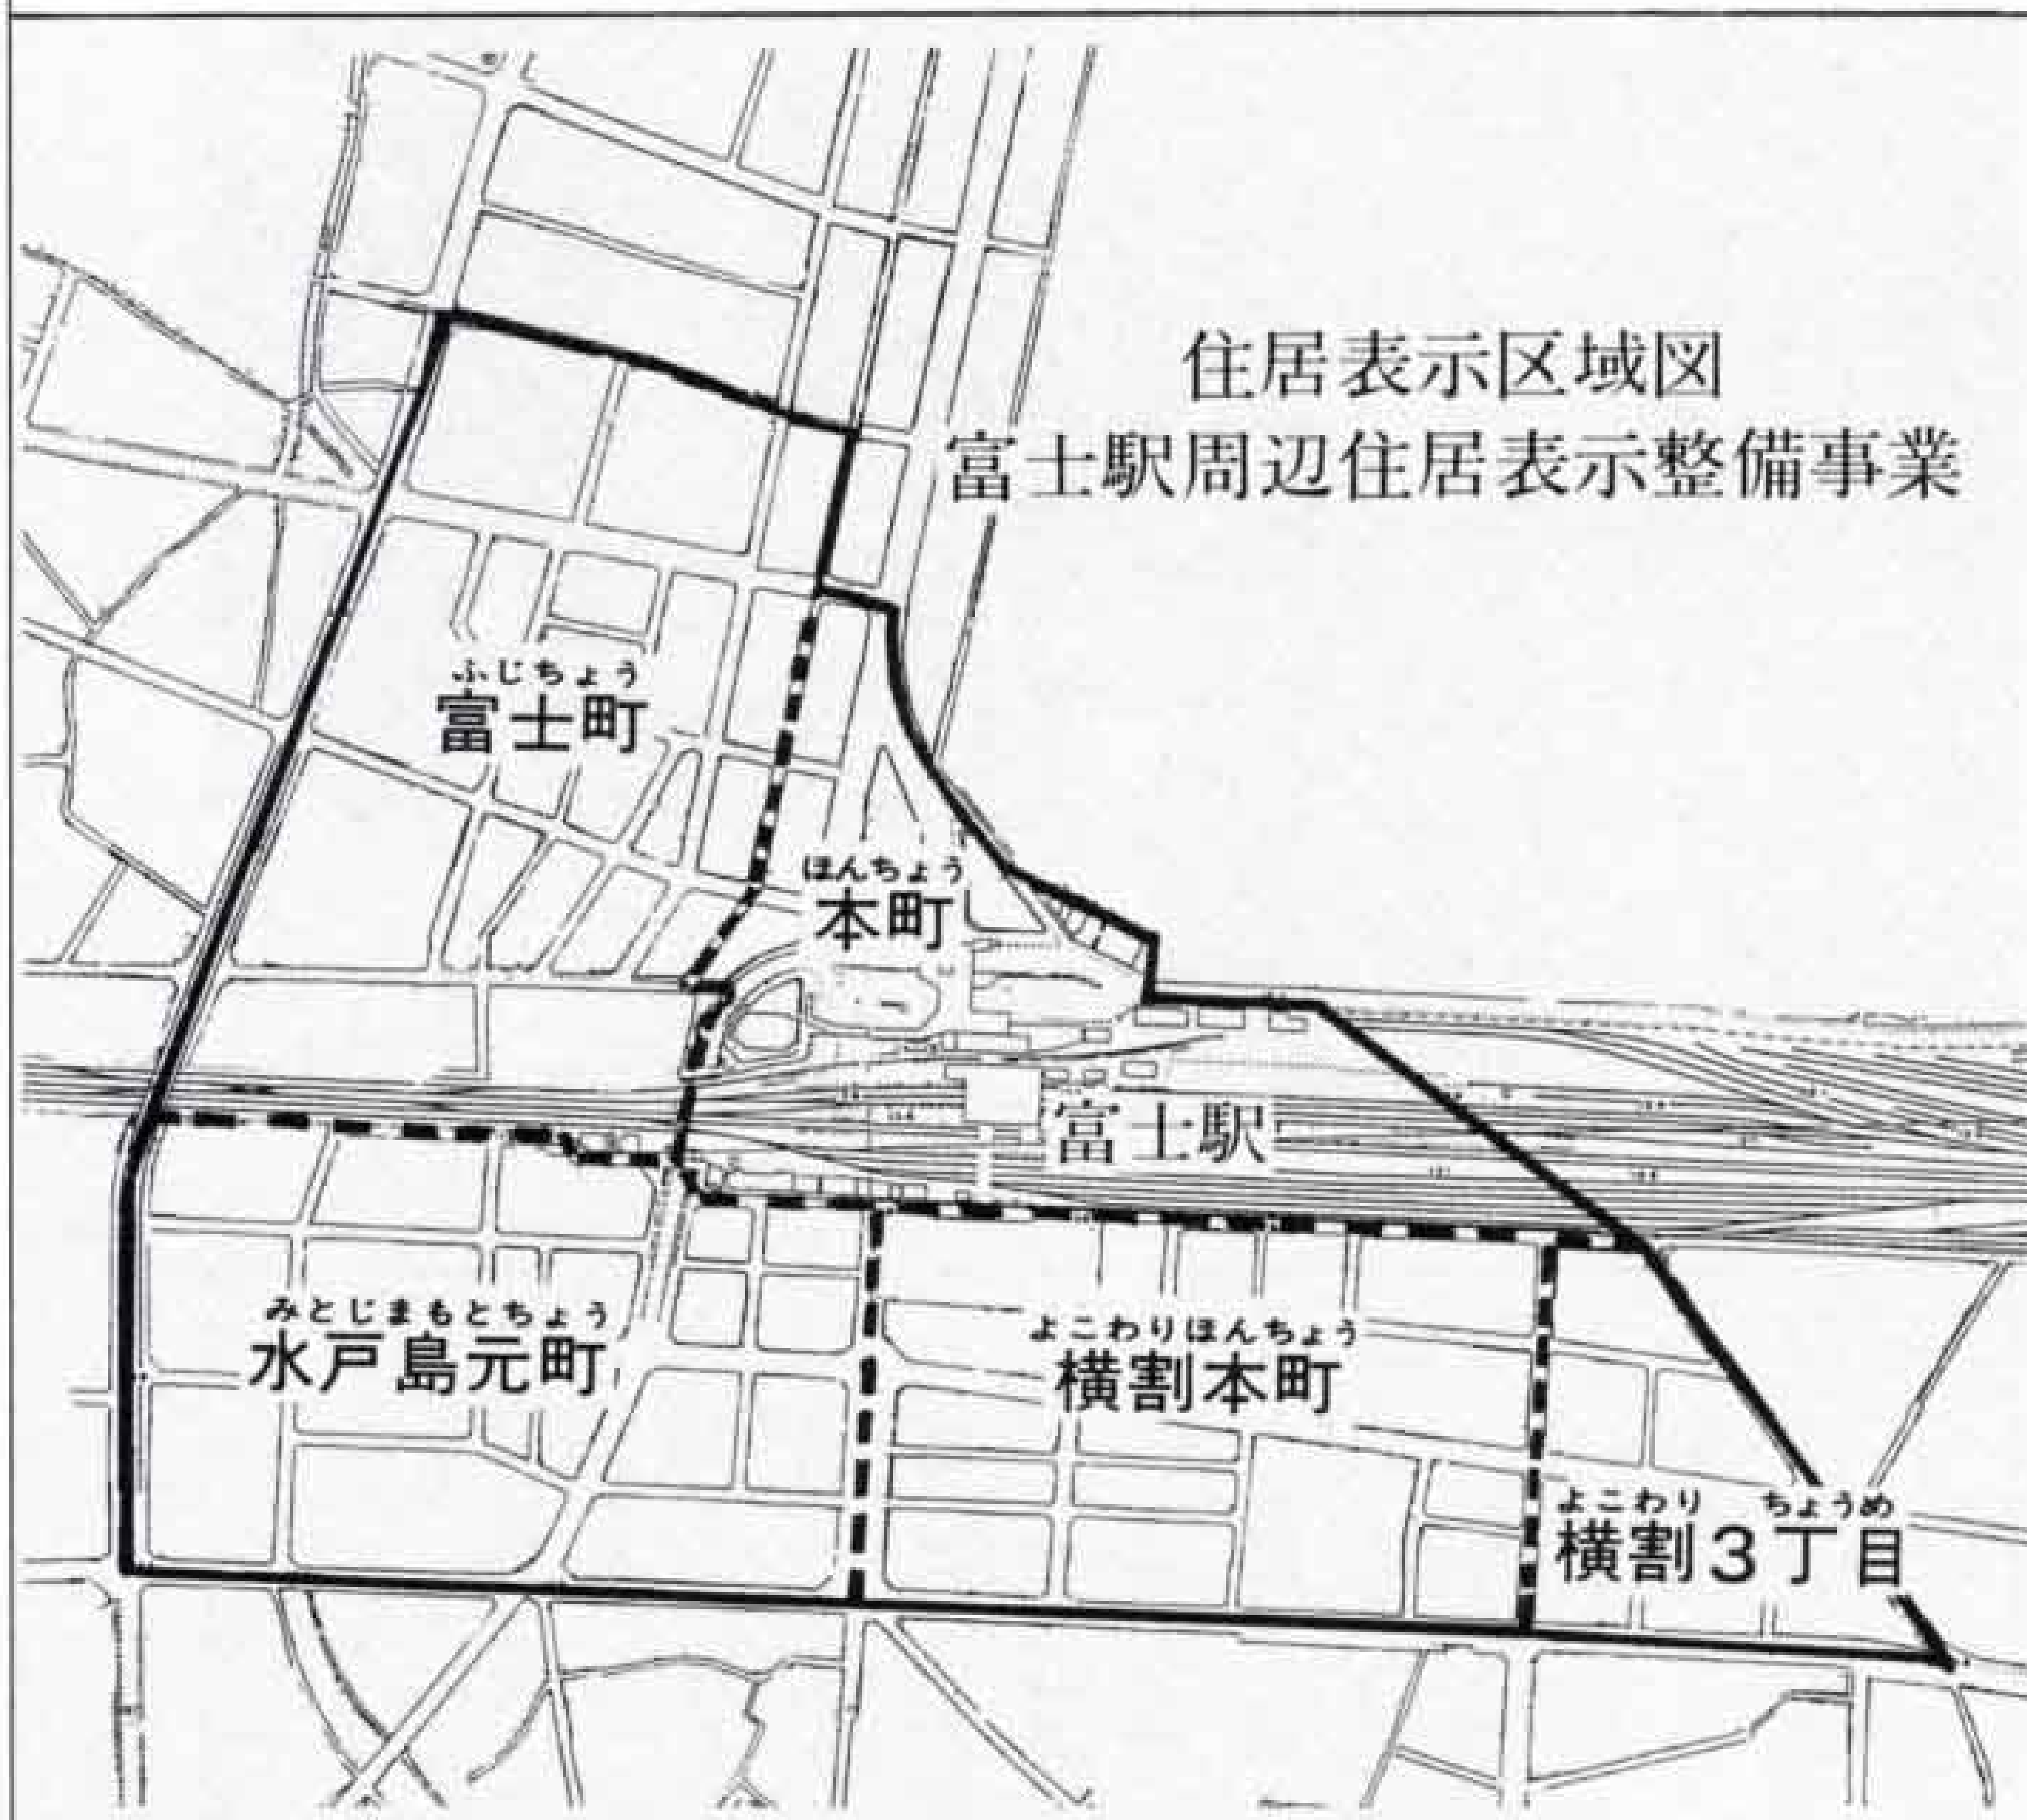 住居表示区域図
富士駅周辺住居表示整備事業
ふじちょう
富士町
ほんちょう
本町
富士駅
みとじまもとちょう
水戸島元町
よこわりほんちょう
横割本町
よこわり ちょうめ
横割3丁目